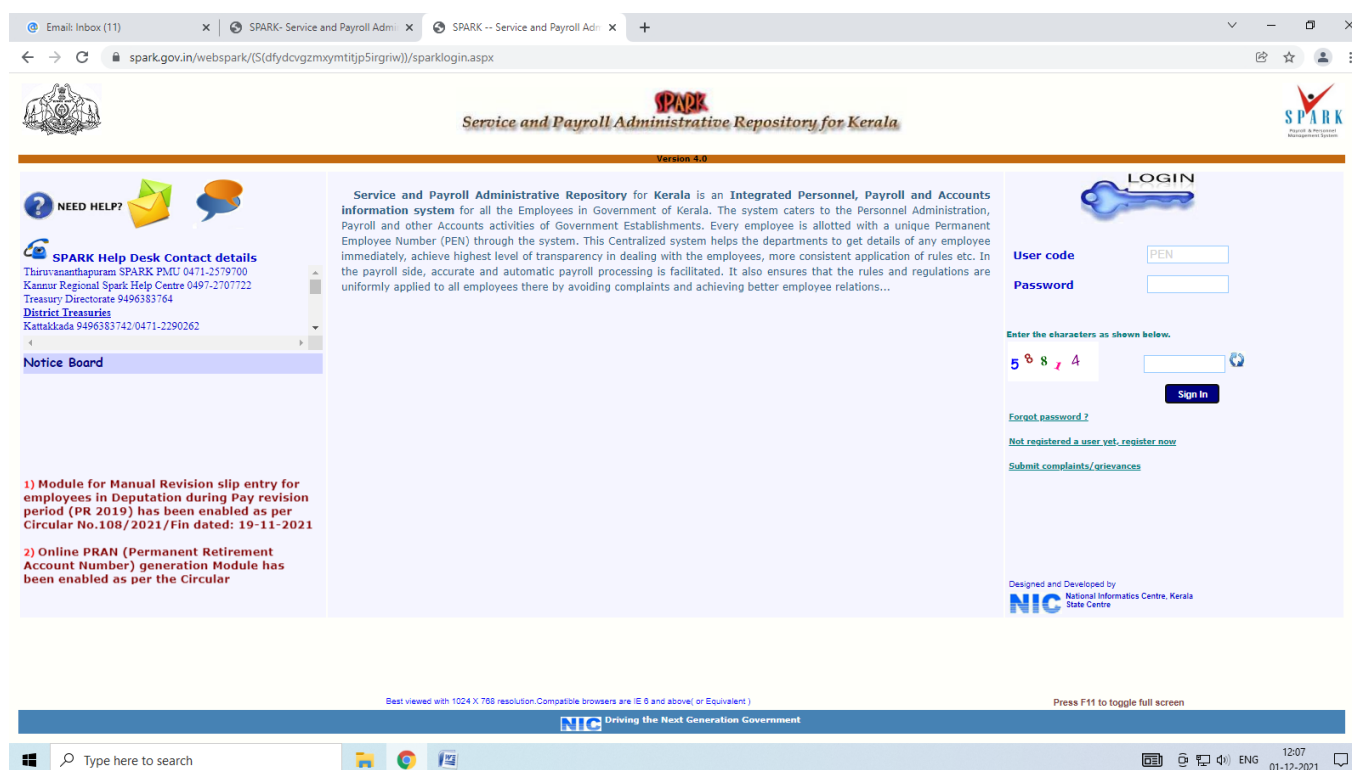 Email: Inbox (11)
SPARK- Service and Payroll Admi
SPARK -- Service and Payroll Adn
spark.gov.in/webspark/(S(dfydcvgzmxymtitjp5irgriw))/sparklogin.aspx
SPARK
Service and Payroll Administrative Repository for Kerala
SPARK
Payroll & Personnel
Management System
Version 4.0
NEED HELP?
SPARK Help Desk Contact details
Thiruvananthapuram SPARK PMU 0471-2579700
Kannur Regional Spark Help Centre 0497-2707722
Treasury Directorate 9496383764
District Treasuries
Kattakkada 9496383742/0471-2290262
Notice Board
1) Module for Manual Revision slip entry for
employees in Deputation during Pay revision
period (PR 2019) has been enabled as per
Circular No.108/2021/Fin dated: 19-11-2021
2) Online PRAN (Permanent Retirement
Account Number) generation Module has
been enabled as per the Circular
Service and Payroll Administrative Repository for Kerala is an Integrated Personnel, Payroll and Accounts
information system for all the Employees in Government of Kerala. The system caters to the Personnel Administration,
Payroll and other Accounts activities of Government Establishments. Every employee is allotted with a unique Permanent
Employee Number (PEN) through the system. This Centralized system helps the departments to get details of any employee
immediately, achieve highest level of transparency in dealing with the employees, more consistent application of rules etc. In
the payroll side, accurate and automatic payroll processing is facilitated. It also ensures that the rules and regulations are
uniformly applied to all employees there by avoiding complaints and achieving better employee relations...
LOGIN
User code
PEN
Password
Enter the characters as shown below.
5 8 8 1 4
Sign In
Forgot password ?
Not registered a user yet, register now
Submit complaints/grievances
Designed and Developed by
NIC
National Informatics Centre, Kerala
State Centre
Best viewed with 1024 X 768 resolution.Compatible browsers are IE 6 and above( or Equivalent )
Press F11 to toggle full screen
NIC Driving the Next Generation Government
Type here to search
ENG
12:07
01-12-2021